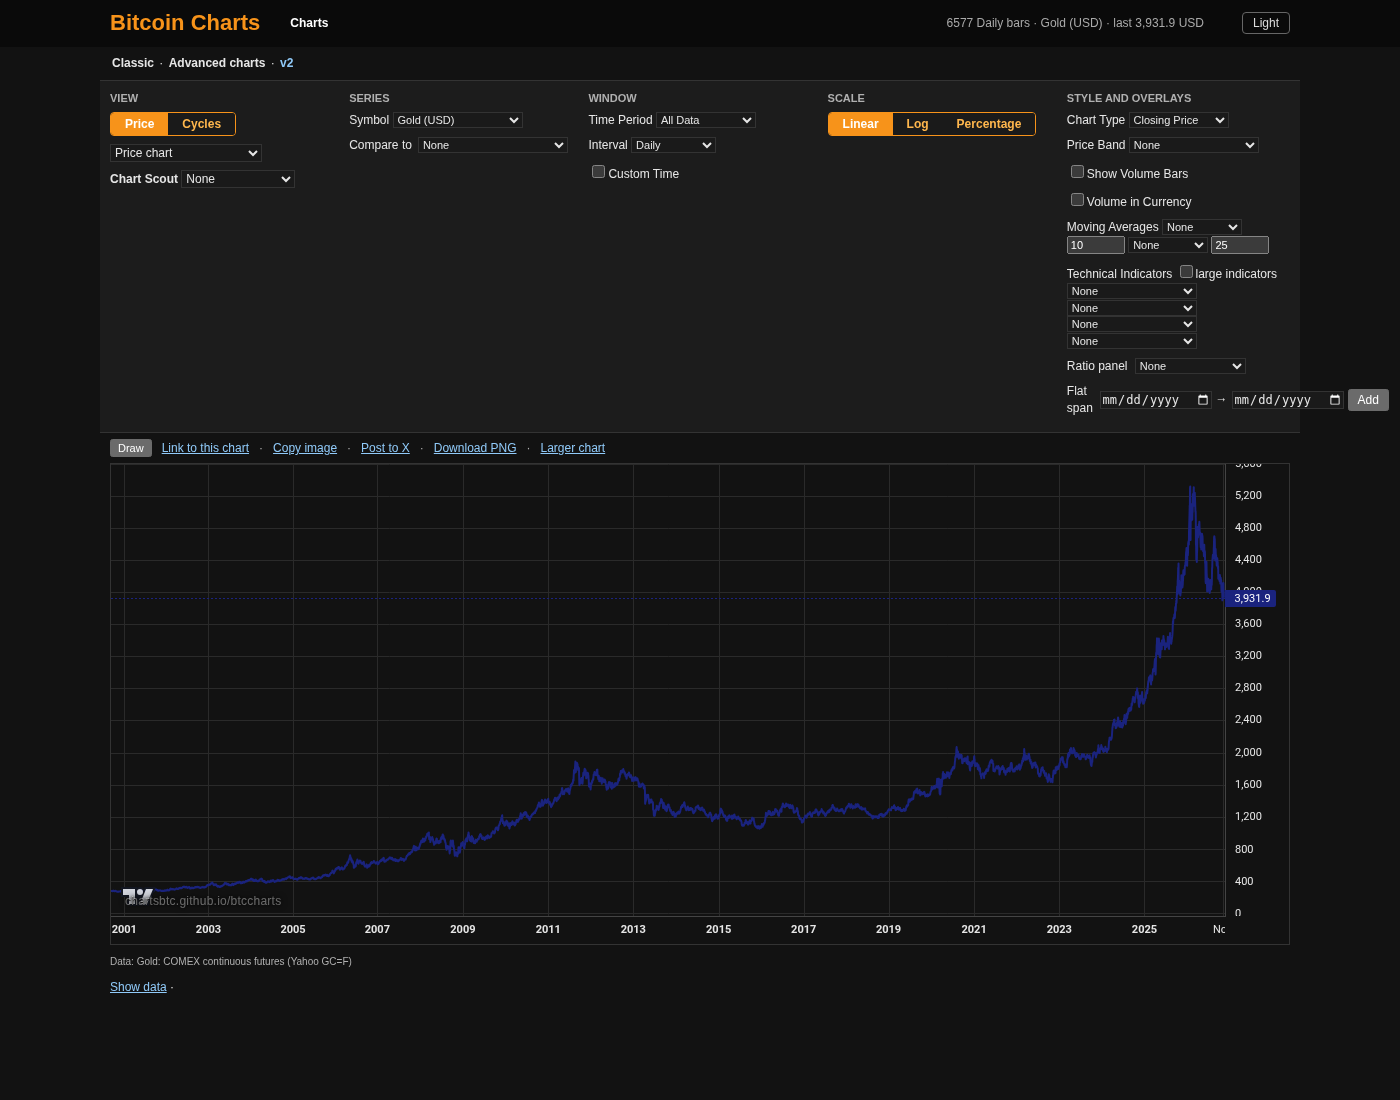 Bitcoin Charts
Charts
6577 Daily bars · Gold (USD) · last 3,931.9 USD
Light
Classic · Advanced charts · v2
VIEW
Price Cycles
Price chart
Chart Scout None
SERIES
Symbol Gold (USD)
Compare to None
WINDOW
Time Period All Data
Interval Daily
Custom Time
SCALE
Linear Log Percentage
STYLE AND OVERLAYS
Chart Type Closing Price
Price Band None
Show Volume Bars
Volume in Currency
Moving Averages None
10 None 25
Technical Indicators large indicators
None
None
None
None
Ratio panel None
Flat span mm/dd/yyyy → mm/dd/yyyy Add
Draw Link to this chart · Copy image · Post to X · Download PNG · Larger chart
5,200
4,800
4,400
3,931.9
3,600
3,200
2,800
2,400
2,000
1,600
1,200
800
400
0
chartsbtc.github.io/btccharts
2001 2003 2005 2007 2009 2011 2013 2015 2017 2019 2021 2023 2025
Data: Gold: COMEX continuous futures (Yahoo GC=F)
Show data ·